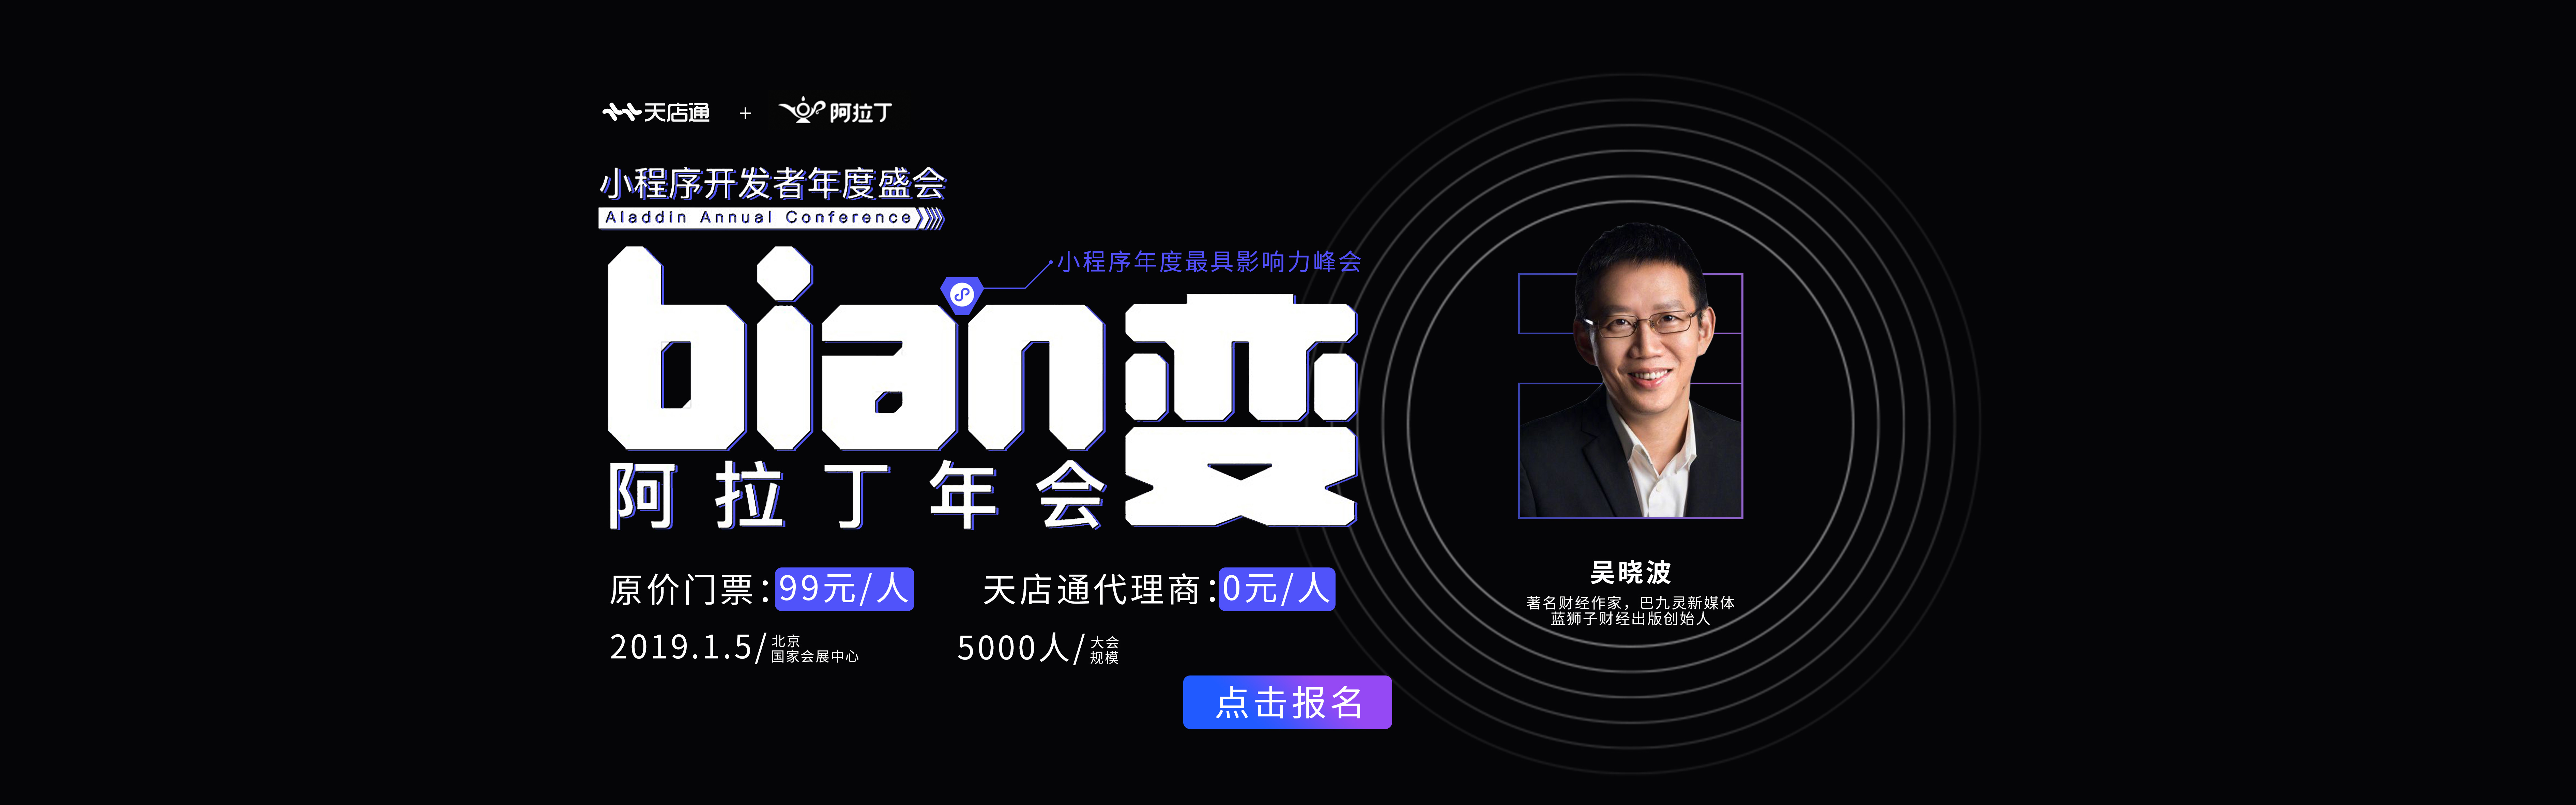 天店通 + 阿拉丁
小程序开发者年度盛会
Aladdin Annual Conference
小程序年度最具影响力峰会
bian变
阿拉丁年会
原价门票:99元/人
天店通代理商:0元/人
2019.1.5/北京
国家会展中心
5000人/大会
规模
点击报名
吴晓波
著名财经作家，巴九灵新媒体
蓝狮子财经出版创始人